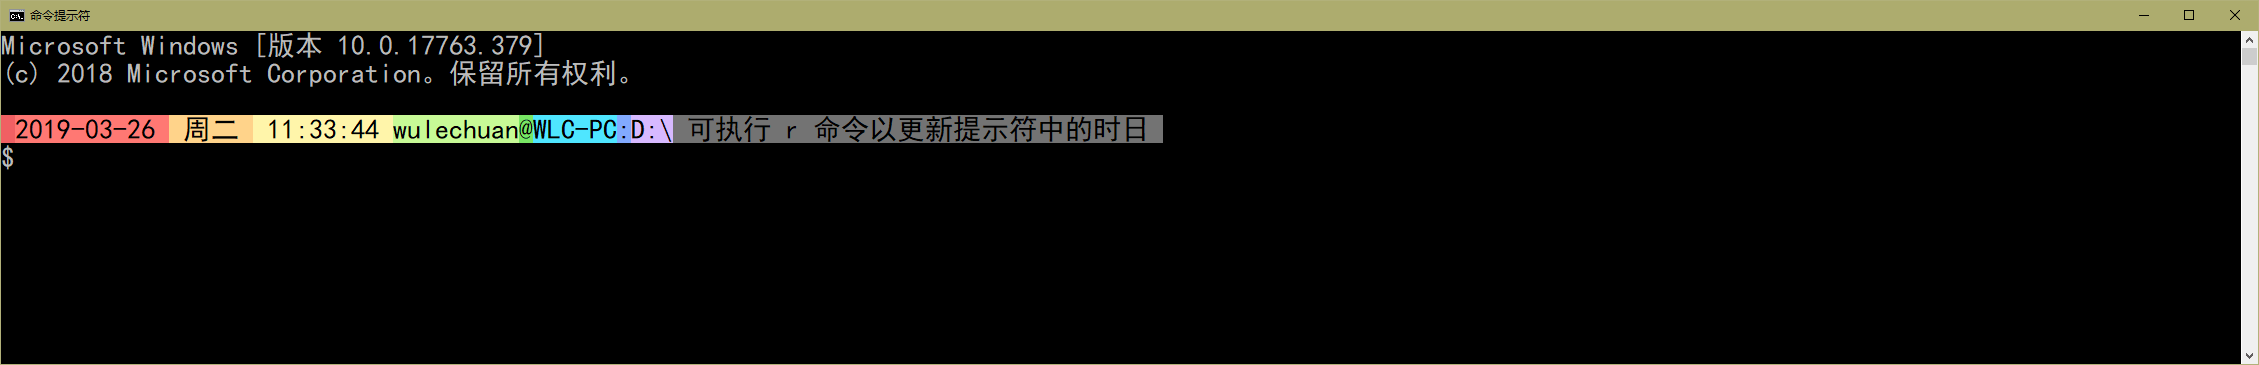 命令提示符
Microsoft Windows [版本 10.0.17763.379]
(c) 2018 Microsoft Corporation。保留所有权利。
2019-03-26 周二 11:33:44 wulechuan@WLC-PC:D:\ 可执行 r 命令以更新提示符中的时日
$